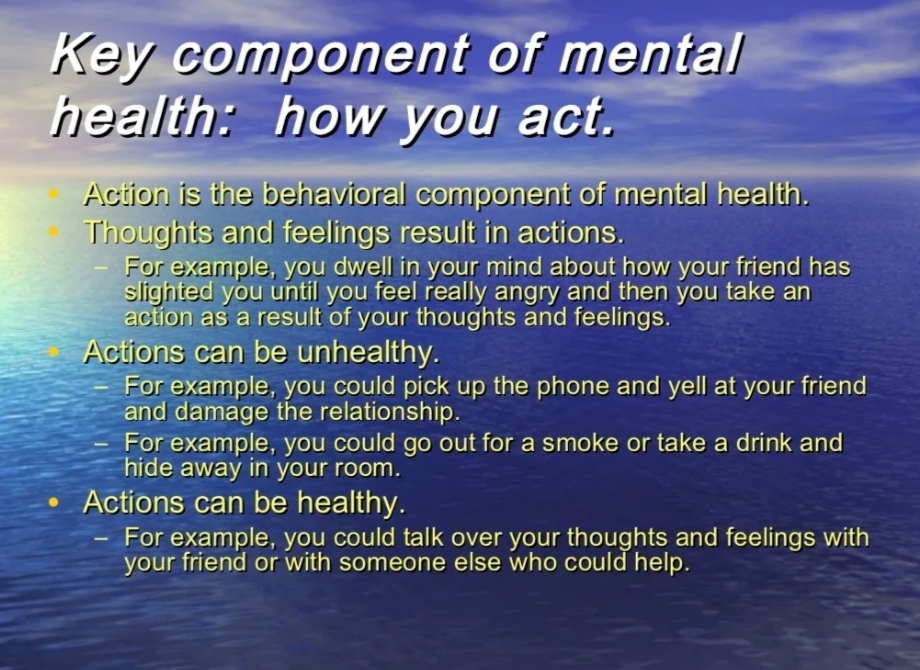 Key component of mental
health:  how you act.
• Action is the behavioral component of mental health.
• Thoughts and feelings result in actions.
– For example, you dwell in your mind about how your friend has
slighted you until you feel really angry and then you take an
action as a result of your thoughts and feelings.
• Actions can be unhealthy.
– For example, you could pick up the phone and yell at your friend
and damage the relationship.
– For example, you could go out for a smoke or take a drink and
hide away in your room.
• Actions can be healthy.
– For example, you could talk over your thoughts and feelings with
your friend or with someone else who could help.